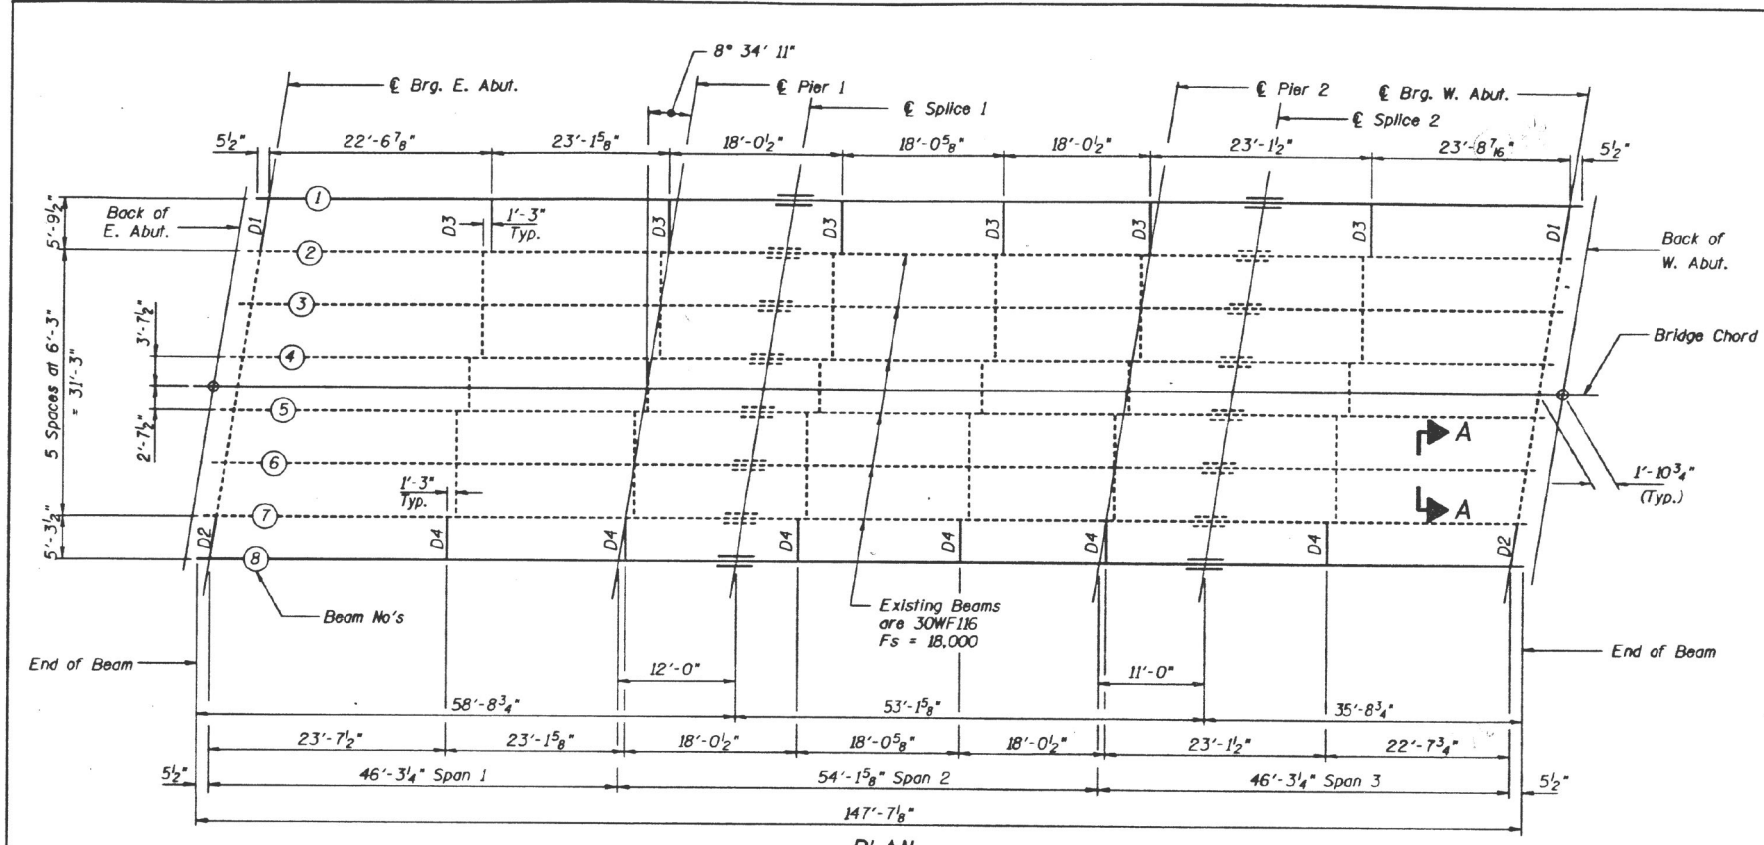 8° 34' 11"
℄ Brg. E. Abut.
℄ Pier 1
℄ Splice 1
℄ Pier 2
℄ Brg. W. Abut.
℄ Splice 2
5½"
22'-6⅞"
23'-1⅝"
18'-0½"
18'-0⅝"
18'-0½"
23'-1½"
23'-8⁷⁄₁₆"
5½"
5'-9½"
Back of
E. Abut.
D1
1
D3
1'-3"
Typ.
D3
D3
D3
D3
D3
D1
Back of
W. Abut.
2
3
4
5
6
7
8
5 Spaces at 6'-3"
= 31'-3"
3'-7½"
2'-7½"
5'-3½"
Bridge Chord
A
A
1'-10¾"
(Typ.)
1'-3"
Typ.
D2
D4
D4
D4
D4
D4
D4
D2
Beam No's
Existing Beams
are 30WF116
Fs = 18,000
End of Beam
End of Beam
12'-0"
11'-0"
58'-8¾"
53'-1⅝"
35'-8¾"
23'-7½"
23'-1⅝"
18'-0½"
18'-0⅝"
18'-0½"
23'-1½"
22'-7¾"
5½"
46'-3¼" Span 1
54'-1⅝" Span 2
46'-3¼" Span 3
5½"
147'-7⅛"
PLAN